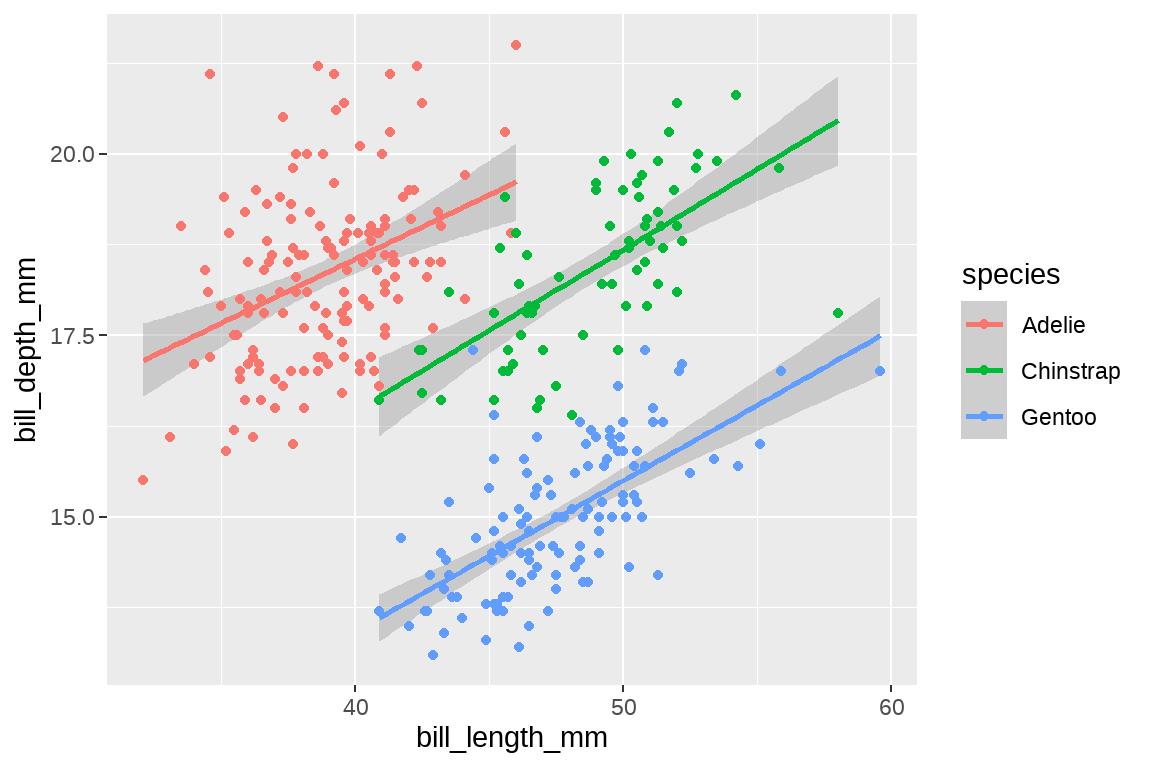 20.0
17.5
15.0
bill_depth_mm
40
50
60
bill_length_mm
species
Adelie
Chinstrap
Gentoo